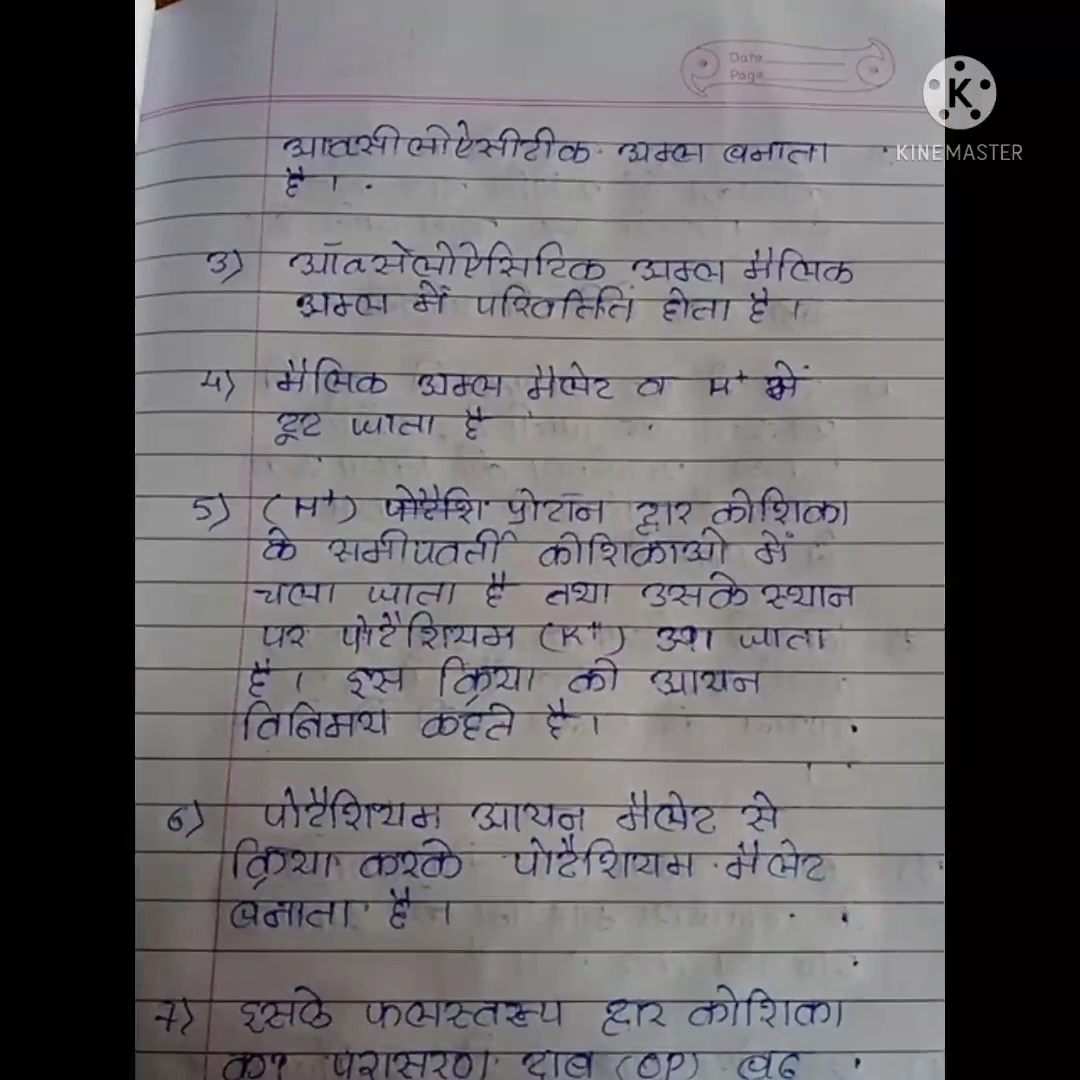 Date
Page
K
KINEMASTER
आक्सीलोऐसीटीक अम्ल बनाता
है ।
3) ऑक्सेलोऐसिटिक अम्ल मैलिक
अम्ल में परिवर्तित होता है ।
4) मैलिक अम्ल मैलेट व H⁺ में
टूट जाता है
5) (H⁺) पोटैशि प्रोटॉन द्वार कोशिका
के समीपवर्ती कोशिकाओ में
चला जाता है तथा उसके स्थान
पर पोटैशियम (K⁺) आ जाता
है । इस क्रिया को आयन
विनिमय कहते है ।
6) पोटैशियम आयन मैलेट से
क्रिया करके पोटैशियम मैलेट
बनाता है ।
7) इसके फलस्वरूप द्वार कोशिका
का परासरण दाब (OP) बढ